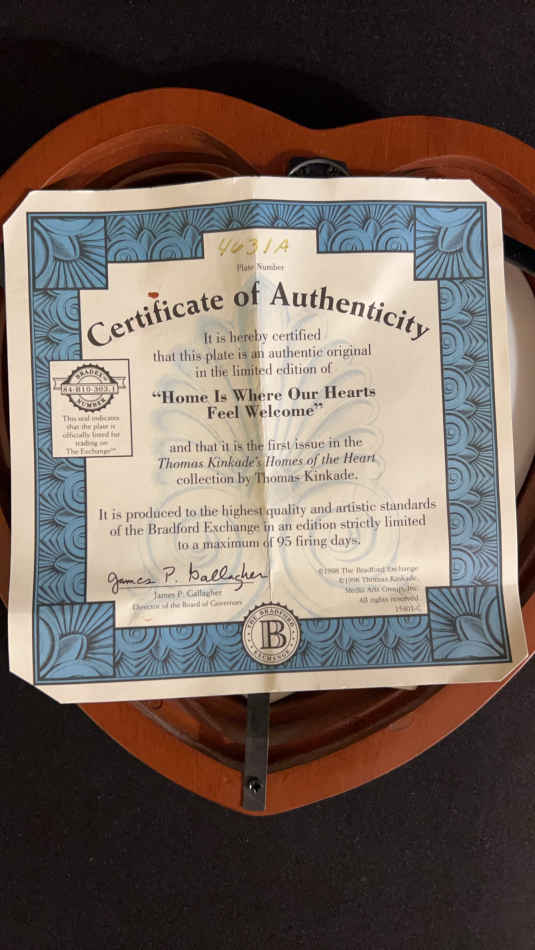 4631A
Plate Number
Certificate of Authenticity
It is hereby certified
that this plate is an authentic original
in the limited edition of
“Home Is Where Our Hearts
Feel Welcome”
BRADEX
84-B10-303.1
NUMBER
This seal indicates
that the plate is
officially listed for
trading on
The Exchange™
and that it is the first issue in the
Thomas Kinkade's Homes of the Heart
collection by Thomas Kinkade.
It is produced to the highest quality and artistic standards
of the Bradford Exchange in an edition strictly limited
to a maximum of 95 firing days.
James P. Gallagher
James P. Gallagher
Director of the Board of Governors
©1998 The Bradford Exchange
©1998 Thomas Kinkade,
Media Arts Group, Inc.
All rights reserved
15401-C
THE BRADFORD
B
EXCHANGE